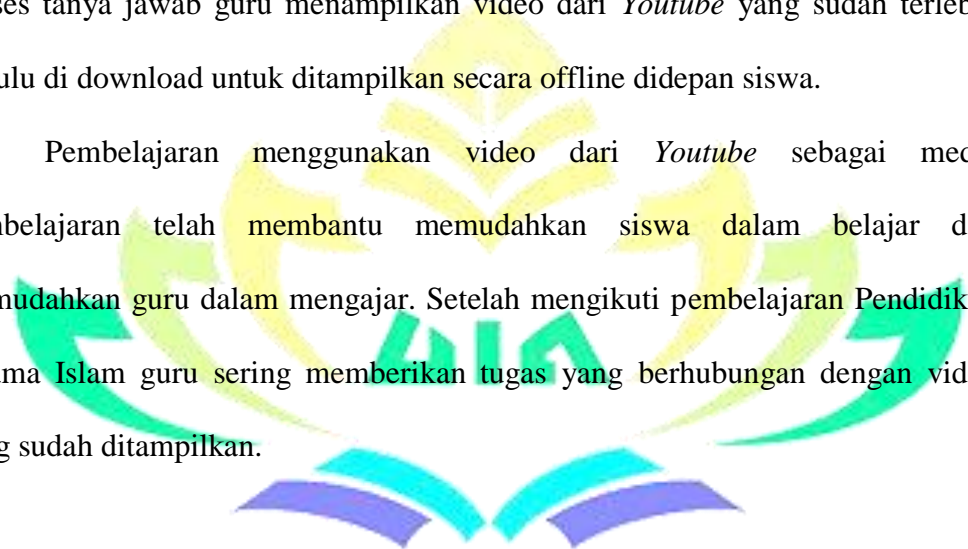 ses tanya jawab guru menampilkan video dari Youtube yang sudah terleb
ulu di download untuk ditampilkan secara offline didepan siswa.
Pembelajaran menggunakan video dari Youtube sebagai med
belajaran telah membantu memudahkan siswa dalam belajar d
mudahkan guru dalam mengajar. Setelah mengikuti pembelajaran Pendidik
ma Islam guru sering memberikan tugas yang berhubungan dengan vid
g sudah ditampilkan.